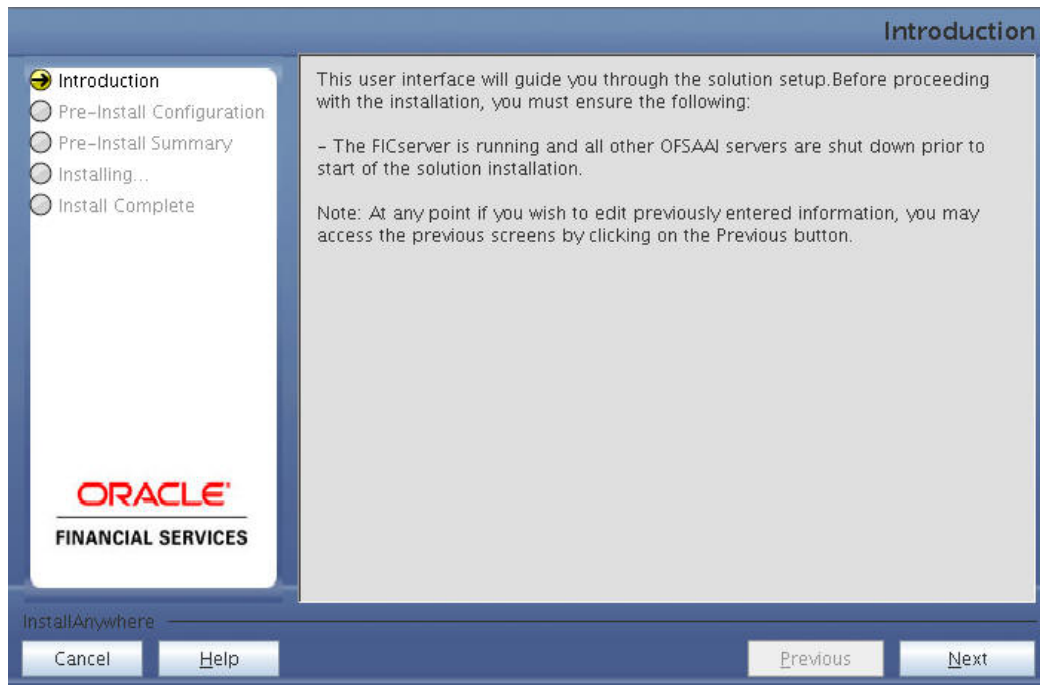 Introduction
Introduction
Pre-Install Configuration
Pre-Install Summary
Installing...
Install Complete
ORACLE'
FINANCIAL SERVICES
This user interface will guide you through the solution setup.Before proceeding
with the installation, you must ensure the following:
- The FICserver is running and all other OFSAAI servers are shut down prior to
start of the solution installation.
Note: At any point if you wish to edit previously entered information, you may
access the previous screens by clicking on the Previous button.
InstallAnywhere
Cancel
Help
Previous
Next